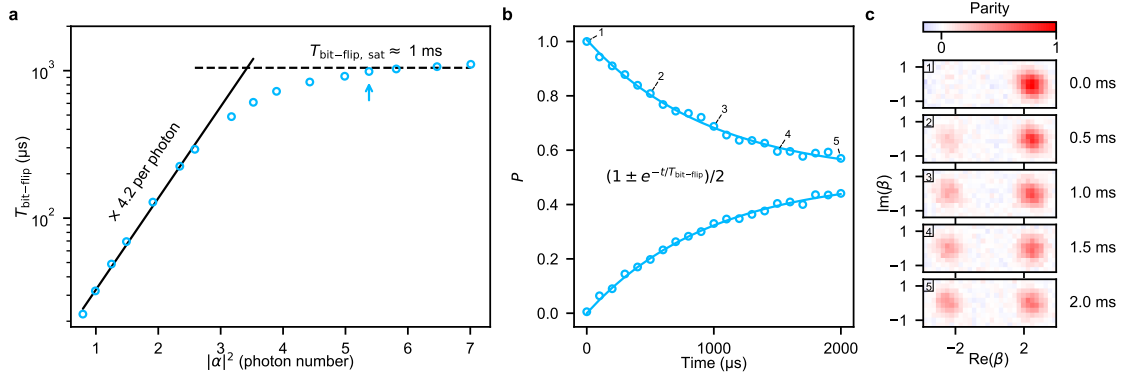 a
T_bit−flip (μs)
10^3
10^2
T_bit−flip, sat ≈ 1 ms
× 4.2 per photon
1 2 3 4 5 6 7
|α|^2 (photon number)
b
P
1.0
0.8
0.6
0.4
0.2
0.0
1
2
3
4
5
(1 ± e^−t/T_bit−flip)/2
0 1000 2000
Time (μs)
c
Parity
0 1
Im(β)
1
−1
1
0.0 ms
1
−1
2
0.5 ms
1
−1
3
1.0 ms
1
−1
4
1.5 ms
1
−1
5
2.0 ms
−2 2
Re(β)